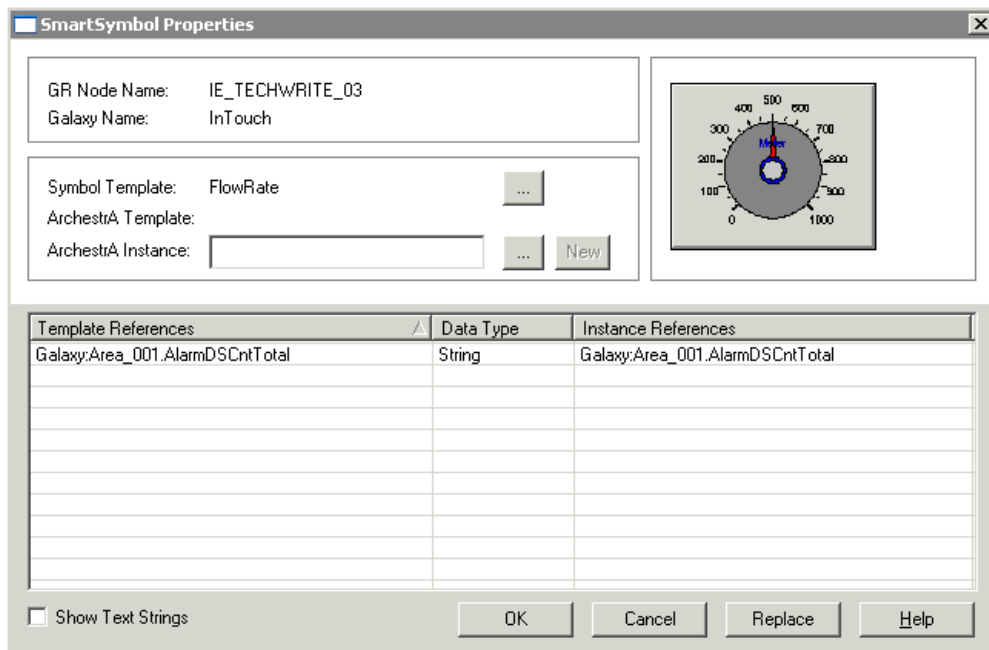 SmartSymbol Properties
GR Node Name: IE_TECHWRITE_03
Galaxy Name: InTouch
Symbol Template: FlowRate ...
ArchestrA Template:
ArchestrA Instance: ... New
500
400 600
300 700
Meter
200 800
100 900
0 1000
Template References Data Type Instance References
Galaxy:Area_001.AlarmDSCntTotal String Galaxy:Area_001.AlarmDSCntTotal
Show Text Strings OK Cancel Replace Help